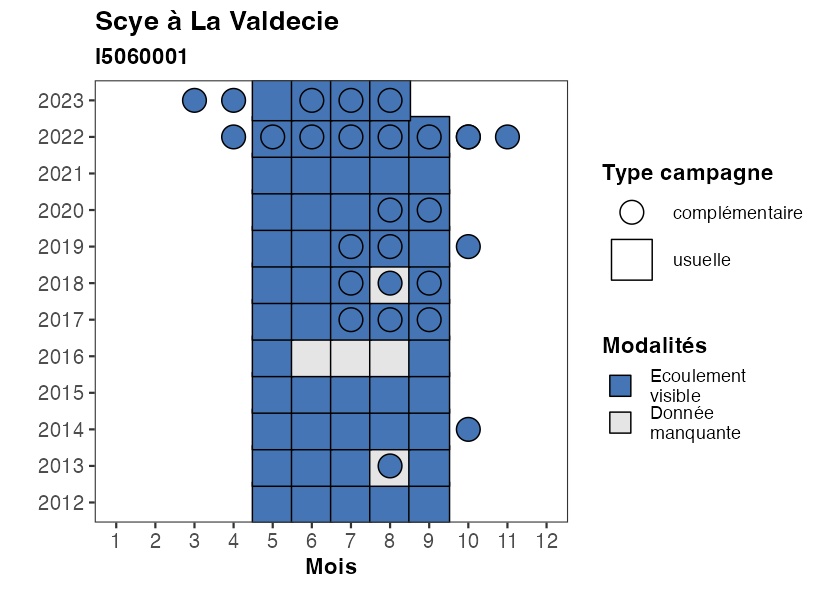 Scye à La Valdecie
I5060001
2023
2022
2021
2020
2019
2018
2017
2016
2015
2014
2013
2012
1 2 3 4 5 6 7 8 9 10 11 12
Mois
Type campagne
complémentaire
usuelle
Modalités
Ecoulement
visible
Donnée
manquante